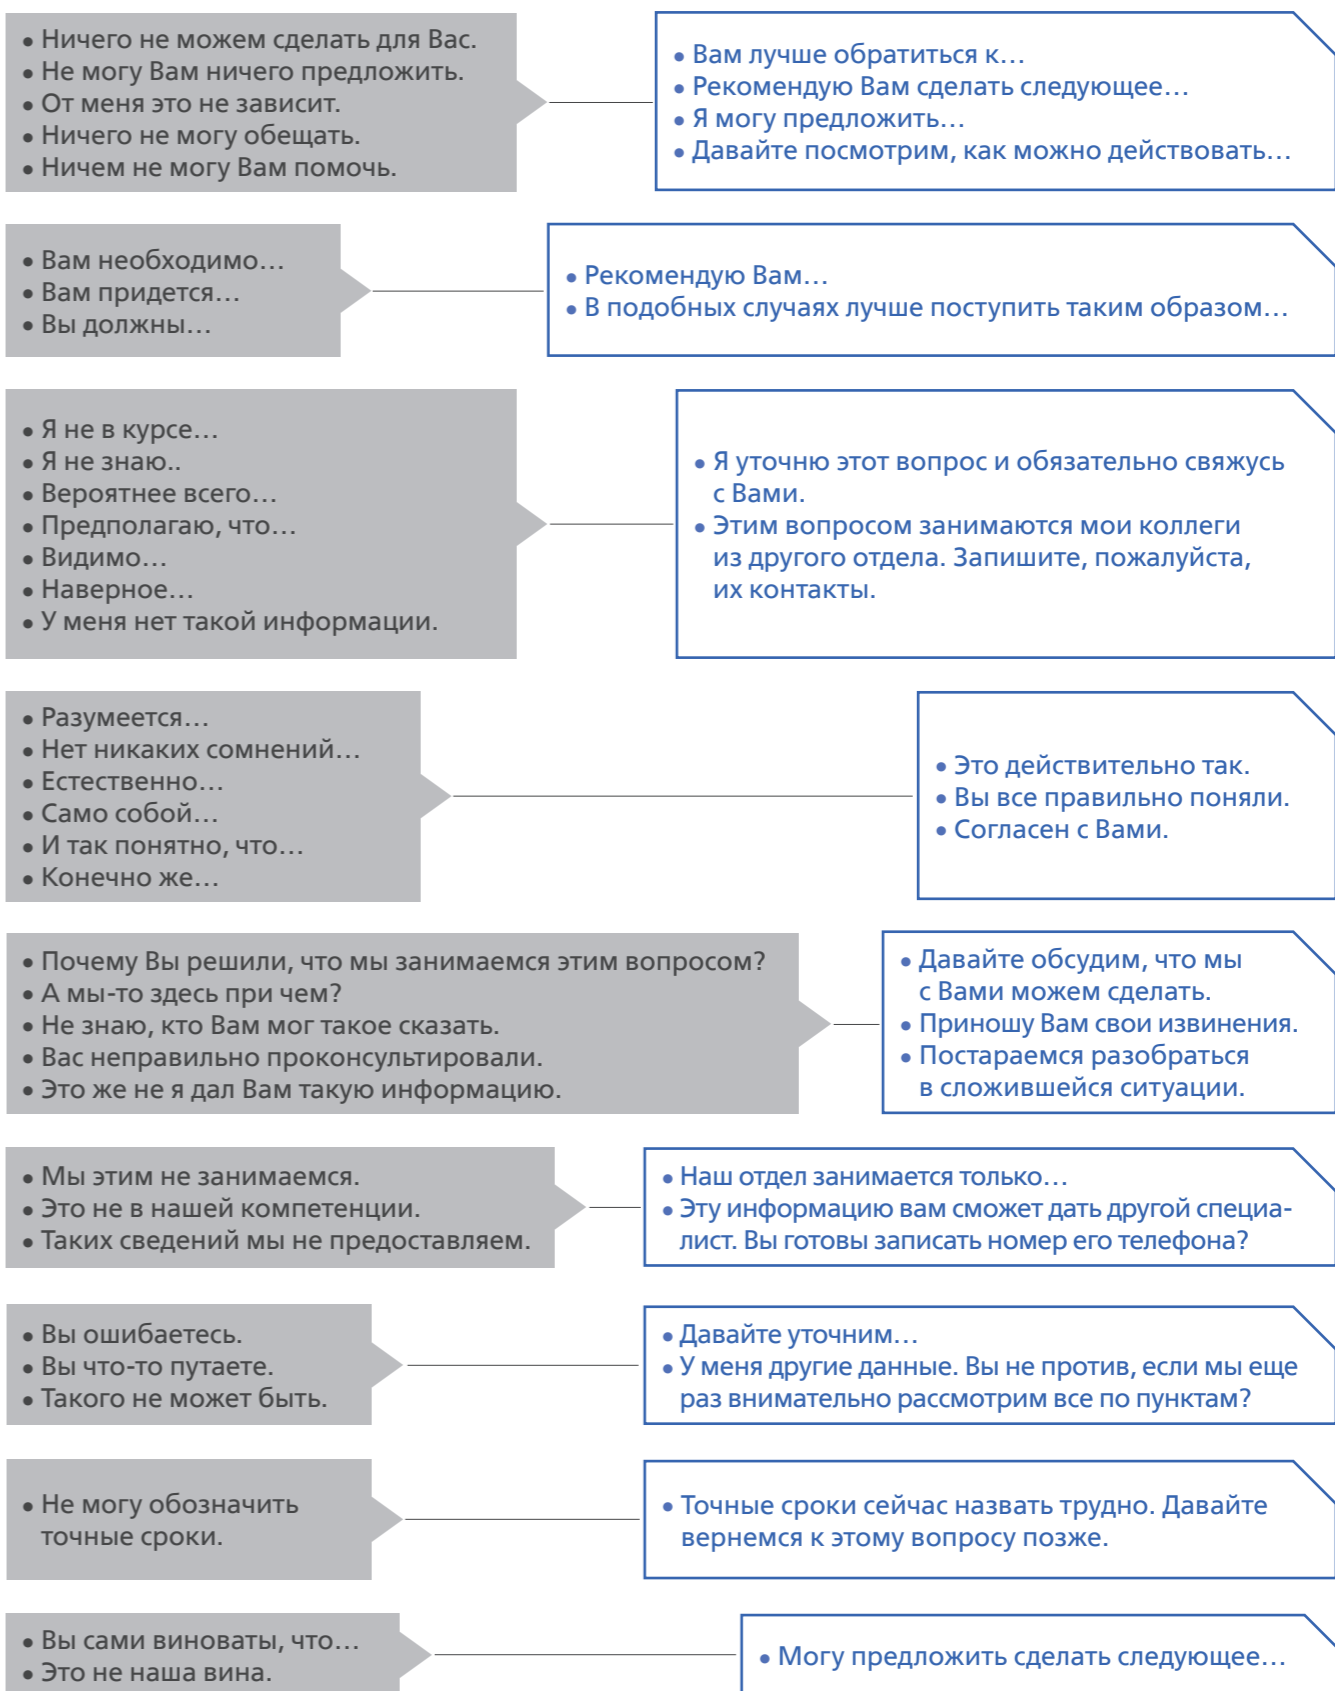 • Ничего не можем сделать для Вас.
• Не могу Вам ничего предложить.
• От меня это не зависит.
• Ничего не могу обещать.
• Ничем не могу Вам помочь.
• Вам лучше обратиться к…
• Рекомендую Вам сделать следующее…
• Я могу предложить…
• Давайте посмотрим, как можно действовать…
• Вам необходимо…
• Вам придется…
• Вы должны…
• Рекомендую Вам…
• В подобных случаях лучше поступить таким образом…
• Я не в курсе…
• Я не знаю..
• Вероятнее всего…
• Предполагаю, что…
• Видимо…
• Наверное…
• У меня нет такой информации.
• Я уточню этот вопрос и обязательно свяжусь
с Вами.
• Этим вопросом занимаются мои коллеги
из другого отдела. Запишите, пожалуйста,
их контакты.
• Разумеется…
• Нет никаких сомнений…
• Естественно…
• Само собой…
• И так понятно, что…
• Конечно же…
• Это действительно так.
• Вы все правильно поняли.
• Согласен с Вами.
• Почему Вы решили, что мы занимаемся этим вопросом?
• А мы-то здесь при чем?
• Не знаю, кто Вам мог такое сказать.
• Вас неправильно проконсультировали.
• Это же не я дал Вам такую информацию.
• Давайте обсудим, что мы
с Вами можем сделать.
• Приношу Вам свои извинения.
• Постараемся разобраться
в сложившейся ситуации.
• Мы этим не занимаемся.
• Это не в нашей компетенции.
• Таких сведений мы не предоставляем.
• Наш отдел занимается только…
• Эту информацию вам сможет дать другой специа-
лист. Вы готовы записать номер его телефона?
• Вы ошибаетесь.
• Вы что-то путаете.
• Такого не может быть.
• Давайте уточним…
• У меня другие данные. Вы не против, если мы еще
раз внимательно рассмотрим все по пунктам?
• Не могу обозначить
точные сроки.
• Точные сроки сейчас назвать трудно. Давайте
вернемся к этому вопросу позже.
• Вы сами виноваты, что…
• Это не наша вина.
• Могу предложить сделать следующее…